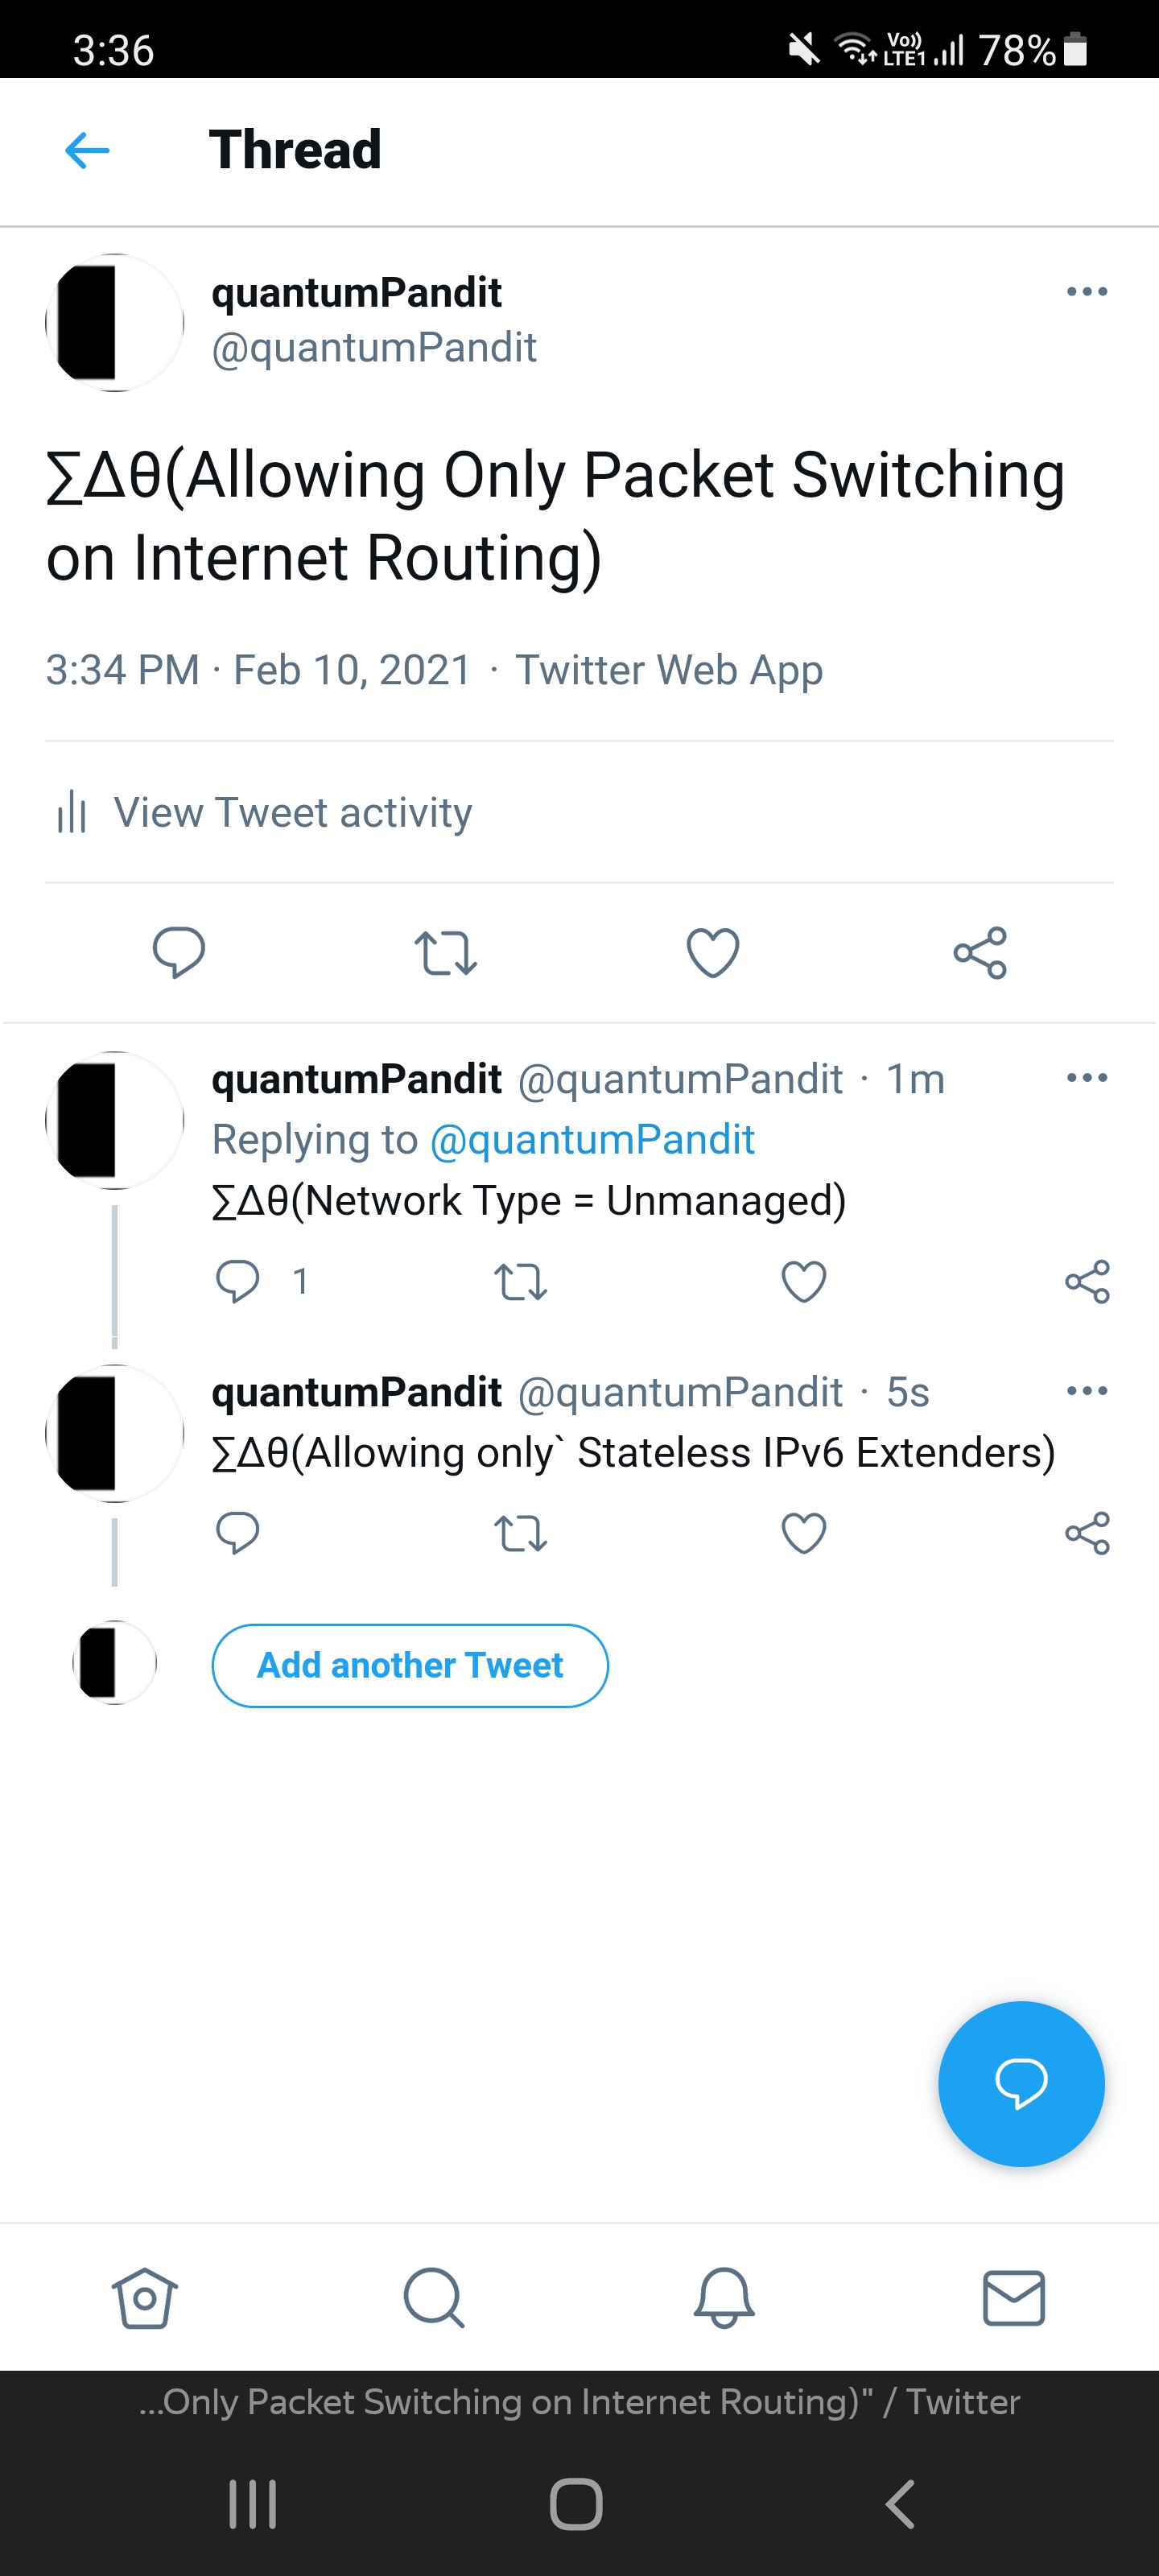 3:36
Vo)) LTE1 78%
Thread
quantumPandit
@quantumPandit
∑Δθ(Allowing Only Packet Switching
on Internet Routing)
3:34 PM · Feb 10, 2021 · Twitter Web App
View Tweet activity
quantumPandit @quantumPandit · 1m
Replying to @quantumPandit
∑Δθ(Network Type = Unmanaged)
1
quantumPandit @quantumPandit · 5s
∑Δθ(Allowing only` Stateless IPv6 Extenders)
Add another Tweet
...Only Packet Switching on Internet Routing)" / Twitter